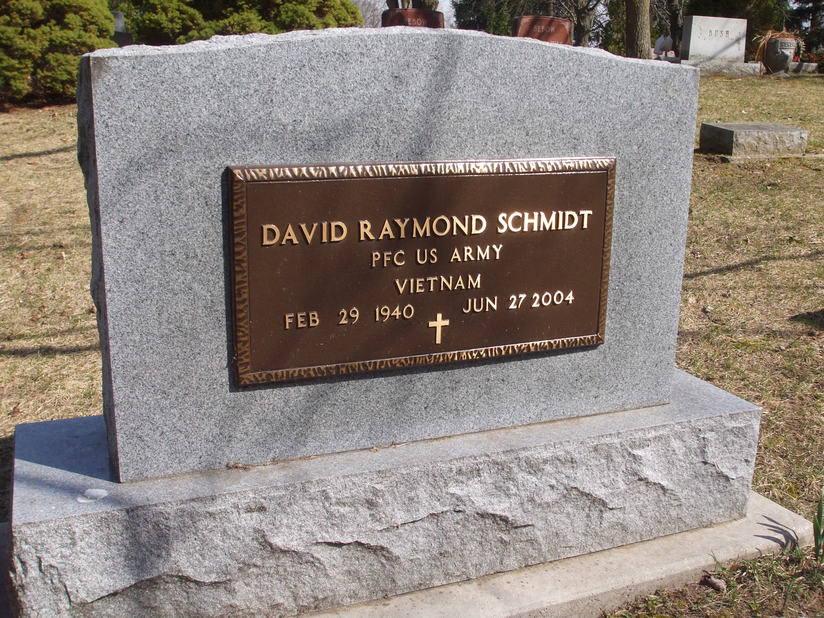 DAVID RAYMOND SCHMIDT
PFC US ARMY
VIETNAM
FEB 29 1940 JUN 27 2004